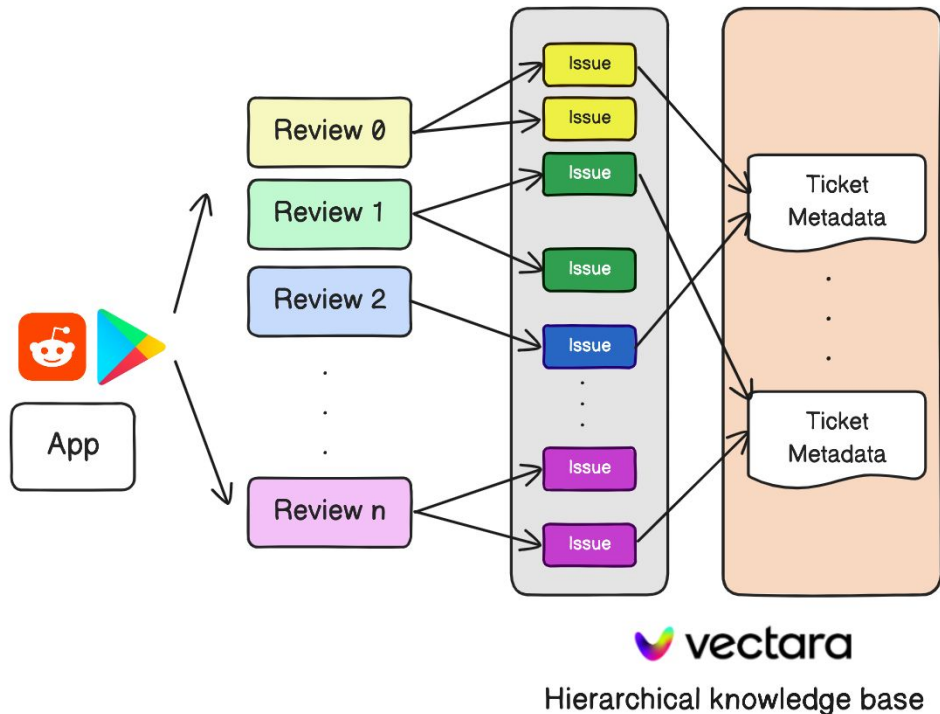 Review 0
Review 1
Review 2
Review n
App
Issue
Issue
Issue
Issue
Issue
Issue
Issue
Ticket
Metadata
Ticket
Metadata
vectara
Hierarchical knowledge base